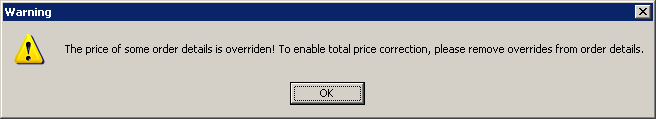 Warning
The price of some order details is overriden! To enable total price correction, please remove overrides from order details.
OK